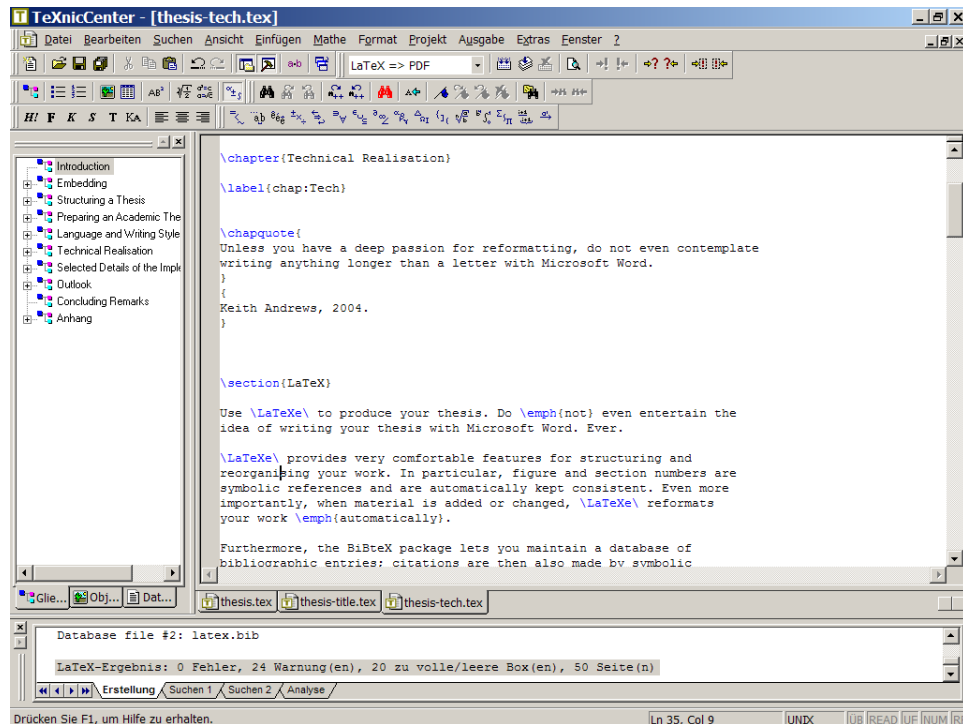 TeXnicCenter - [thesis-tech.tex]
Datei Bearbeiten Suchen Ansicht Einfügen Mathe Format Projekt Ausgabe Extras Fenster ?
LaTeX => PDF
H! F K S T KA
Introduction
Embedding
Structuring a Thesis
Preparing an Academic The
Language and Writing Style
Technical Realisation
Selected Details of the Imple
Outlook
Concluding Remarks
Anhang
Glie... Obj... Dat...
\chapter{Technical Realisation}
\label{chap:Tech}
\chapquote{
Unless you have a deep passion for reformatting, do not even contemplate
writing anything longer than a letter with Microsoft Word.
}
{
Keith Andrews, 2004.
}
\section{LaTeX}
Use \LaTeXe\ to produce your thesis. Do \emph{not} even entertain the
idea of writing your thesis with Microsoft Word. Ever.
\LaTeXe\ provides very comfortable features for structuring and
reorganising your work. In particular, figure and section numbers are
symbolic references and are automatically kept consistent. Even more
importantly, when material is added or changed, \LaTeXe\ reformats
your work \emph{automatically}.
Furthermore, the BiBteX package lets you maintain a database of
bibliographic entries; citations are then also made by symbolic
thesis.tex thesis-title.tex thesis-tech.tex
Database file #2: latex.bib
LaTeX-Ergebnis: 0 Fehler, 24 Warnung(en), 20 zu volle/leere Box(en), 50 Seite(n)
Erstellung Suchen 1 Suchen 2 Analyse
Drücken Sie F1, um Hilfe zu erhalten.
Ln 35, Col 9 UNIX ÜB READ UF NUM